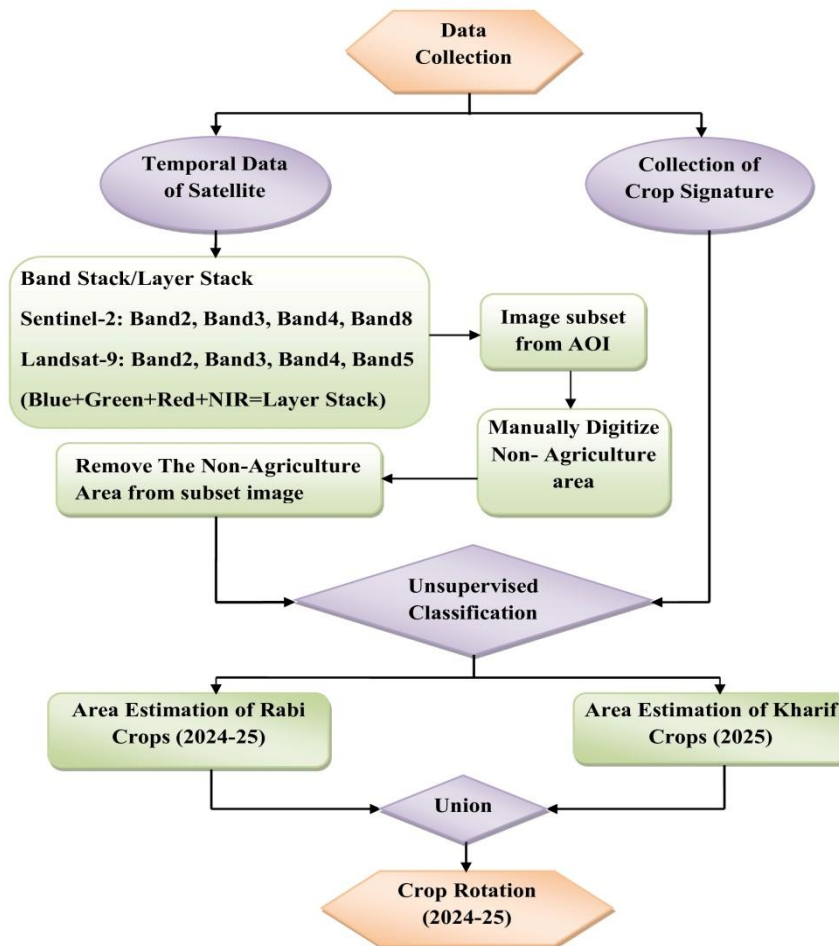 Data
Collection
Temporal Data
of Satellite
Collection of
Crop Signature
Band Stack/Layer Stack
Sentinel-2: Band2, Band3, Band4, Band8
Landsat-9: Band2, Band3, Band4, Band5
(Blue+Green+Red+NIR=Layer Stack)
Image subset
from AOI
Manually Digitize
Non- Agriculture
area
Remove The Non-Agriculture
Area from subset image
Unsupervised
Classification
Area Estimation of Rabi
Crops (2024-25)
Area Estimation of Kharif
Crops (2025)
Union
Crop Rotation
(2024-25)